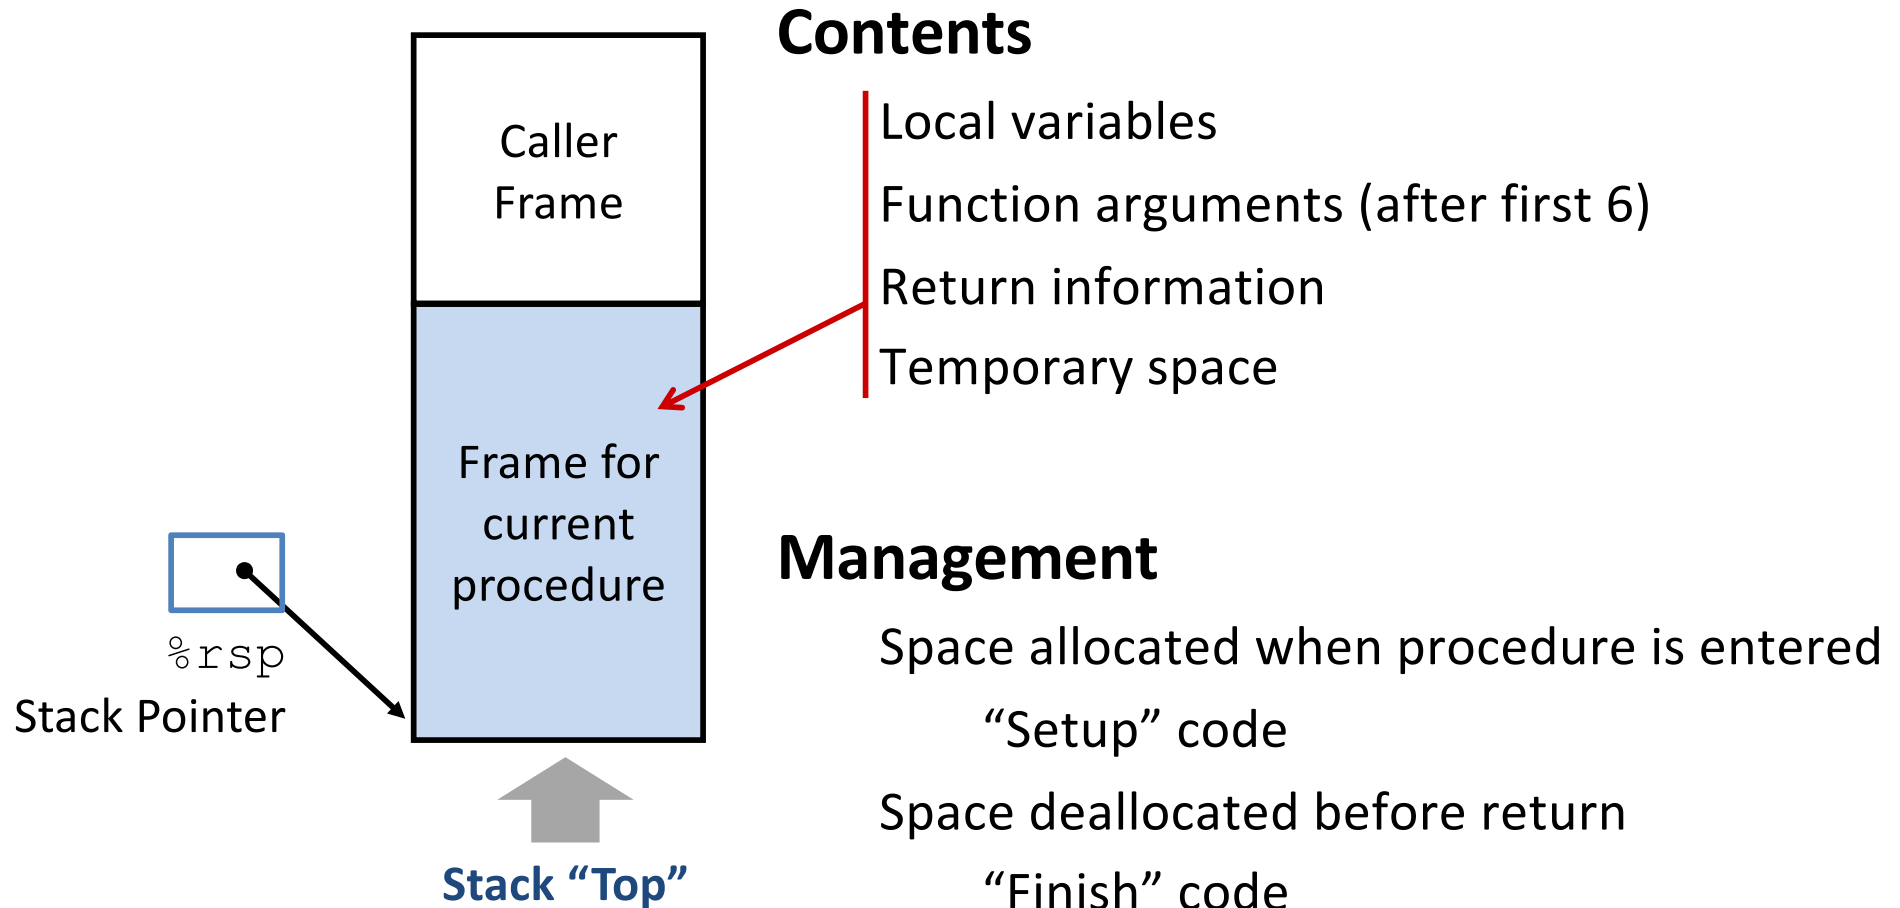 Contents
Local variables
Function arguments (after first 6)
Return information
Temporary space
Caller
Frame
Frame for
current
procedure
%rsp
Stack Pointer
Stack “Top”
Management
Space allocated when procedure is entered
“Setup” code
Space deallocated before return
“Finish” code